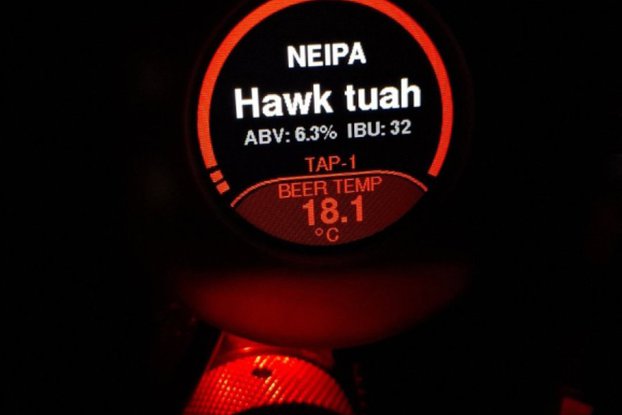 NEIPA
Hawk tuah
ABV: 6.3% IBU: 32
TAP-1
BEER TEMP
18.1
°C